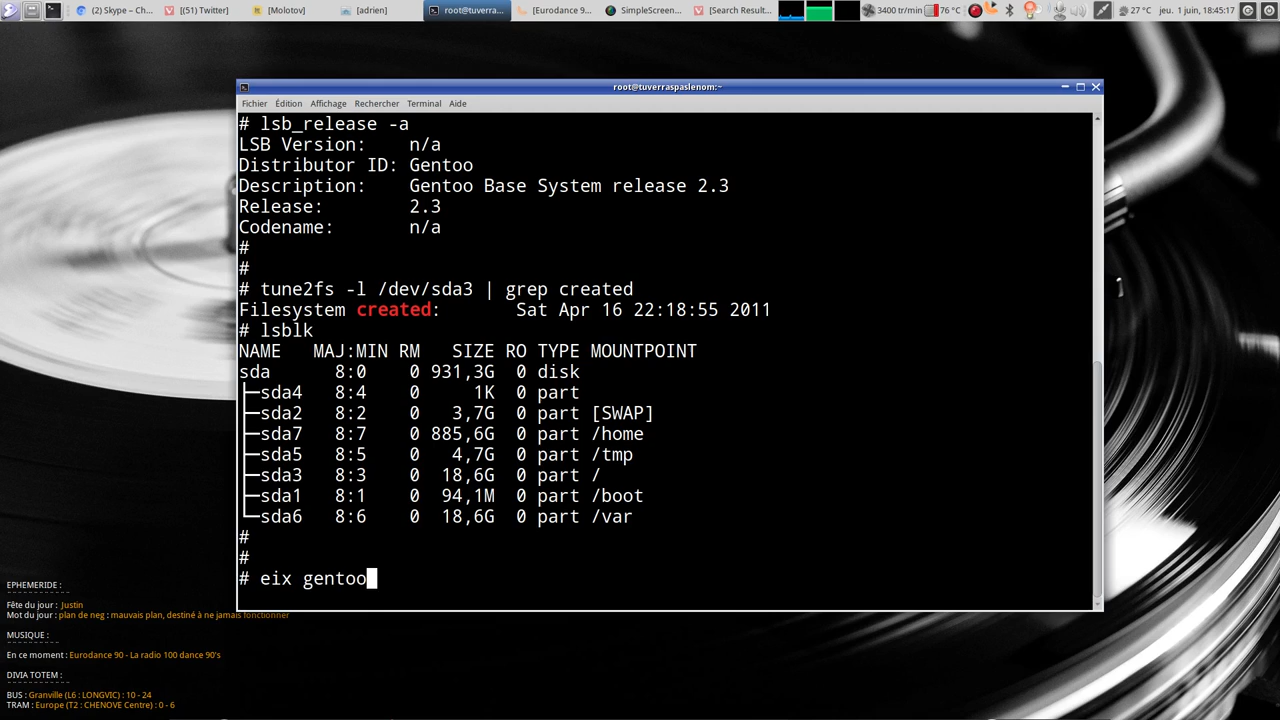 (2) Skype – Ch...
[(51) Twitter]
[Molotov]
[adrien]
root@tuverra...
[Eurodance 9...
SimpleScreen...
[Search Result...
3400 tr/min
76 °C
27 °C
jeu. 1 juin, 18:45:17
root@tuverraspaslenom:~
Fichier Édition Affichage Rechercher Terminal Aide
# lsb_release -a
LSB Version: n/a
Distributor ID: Gentoo
Description: Gentoo Base System release 2.3
Release: 2.3
Codename: n/a
#
#
# tune2fs -l /dev/sda3 | grep created
Filesystem created: Sat Apr 16 22:18:55 2011
# lsblk
NAME MAJ:MIN RM SIZE RO TYPE MOUNTPOINT
sda 8:0 0 931,3G 0 disk
├─sda4 8:4 0 1K 0 part
├─sda2 8:2 0 3,7G 0 part [SWAP]
├─sda7 8:7 0 885,6G 0 part /home
├─sda5 8:5 0 4,7G 0 part /tmp
├─sda3 8:3 0 18,6G 0 part /
├─sda1 8:1 0 94,1M 0 part /boot
└─sda6 8:6 0 18,6G 0 part /var
#
#
# eix gentoo
EPHEMERIDE :
Fête du jour : Justin
Mot du jour : plan de neg : mauvais plan, destiné à ne jamais fonctionner
MUSIQUE :
En ce moment : Eurodance 90 - La radio 100 dance 90's
DIVIA TOTEM :
BUS : Granville (L6 : LONGVIC) : 10 - 24
TRAM : Europe (T2 : CHENOVE Centre) : 0 - 6